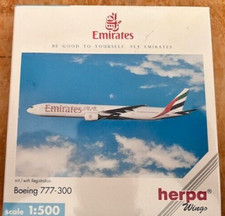 Emirates
BE GOOD TO YOURSELF. FLY EMIRATES.
Emirates
Boeing 777-300
scale 1:500
herpa
Wings